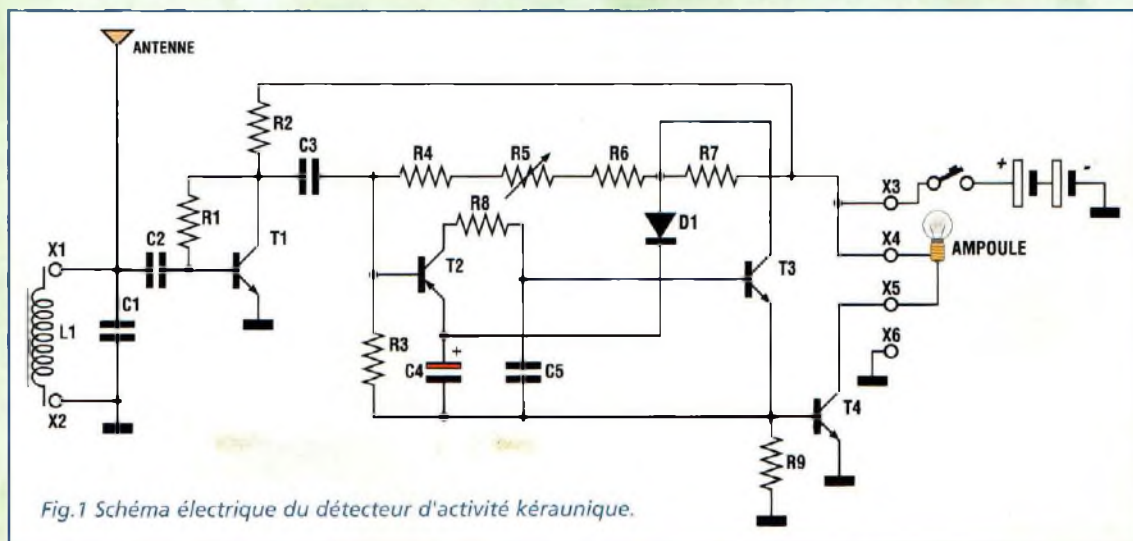 ANTENNE
R2
C3
R4
R5
R6
R7
X3
+
-
R1
R8
D1
X4
AMPOULE
X1
C2
T1
T2
T3
X5
C1
L1
X6
R3
+
C4
C5
T4
X2
R9
Fig.1 Schéma électrique du détecteur d'activité kéraunique.